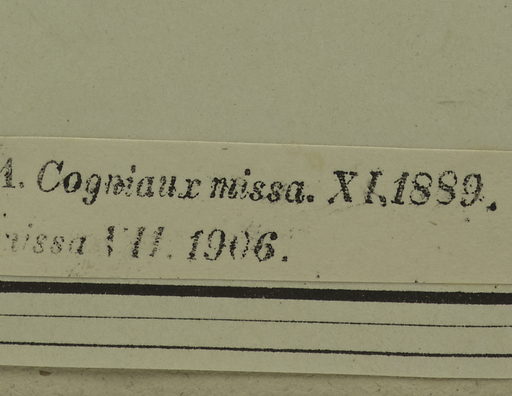 A. Cogniaux missa. XI.1889.
missa VII. 1906.